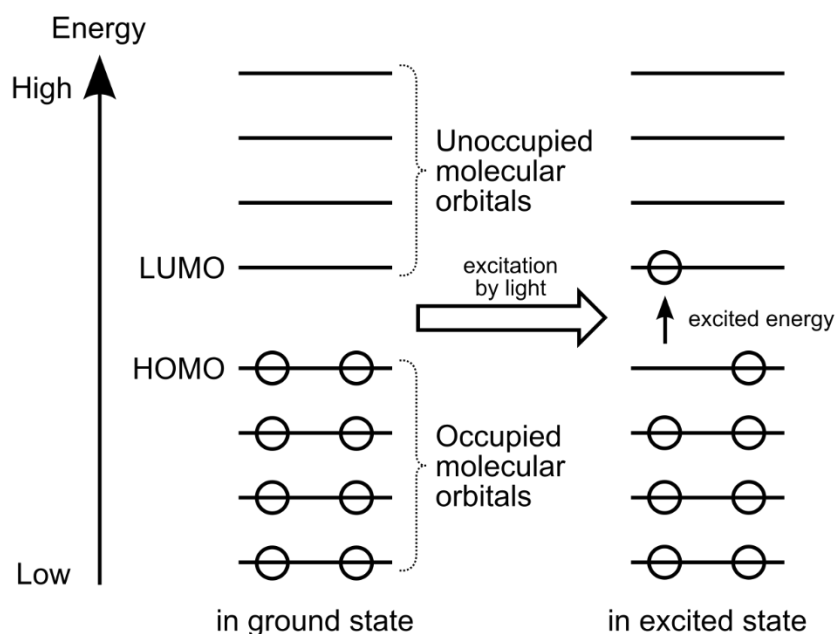 Energy
High
Unoccupied
molecular
orbitals
LUMO
excitation
by light
excited energy
HOMO
Occupied
molecular
orbitals
Low
in ground state
in excited state